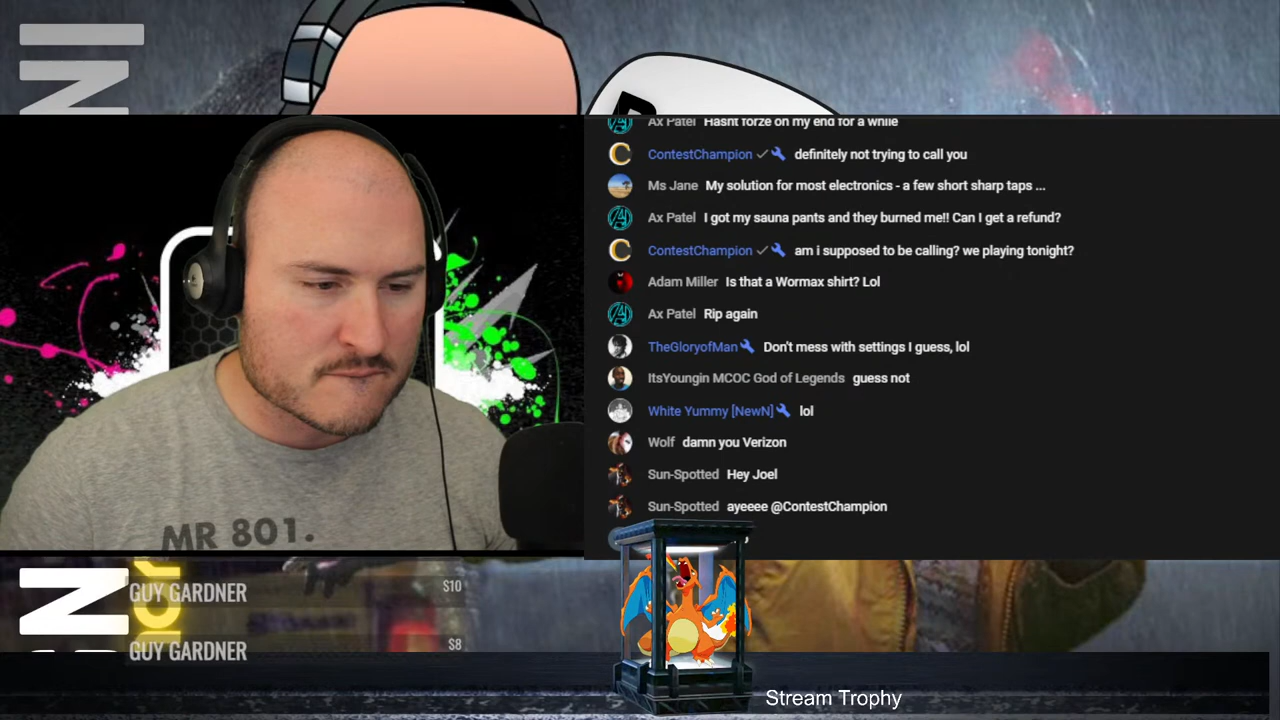 Ax Patel Hasnt forze on my end for a while
ContestChampion definitely not trying to call you
Ms Jane My solution for most electronics - a few short sharp taps ...
Ax Patel I got my sauna pants and they burned me!! Can I get a refund?
ContestChampion am i supposed to be calling? we playing tonight?
Adam Miller Is that a Wormax shirt? Lol
Ax Patel Rip again
TheGloryofMan Don't mess with settings I guess, lol
ItsYoungin MCOC God of Legends guess not
White Yummy [NewN] lol
Wolf damn you Verizon
Sun-Spotted Hey Joel
Sun-Spotted ayeeee @ContestChampion
MR 801.
GUY GARDNER $10
GUY GARDNER $8
Stream Trophy